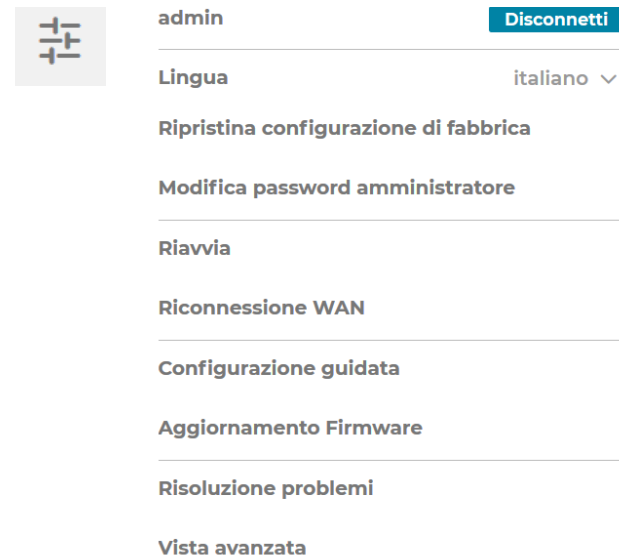 admin Disconnetti
Lingua italiano
Ripristina configurazione di fabbrica
Modifica password amministratore
Riavvia
Riconnessione WAN
Configurazione guidata
Aggiornamento Firmware
Risoluzione problemi
Vista avanzata